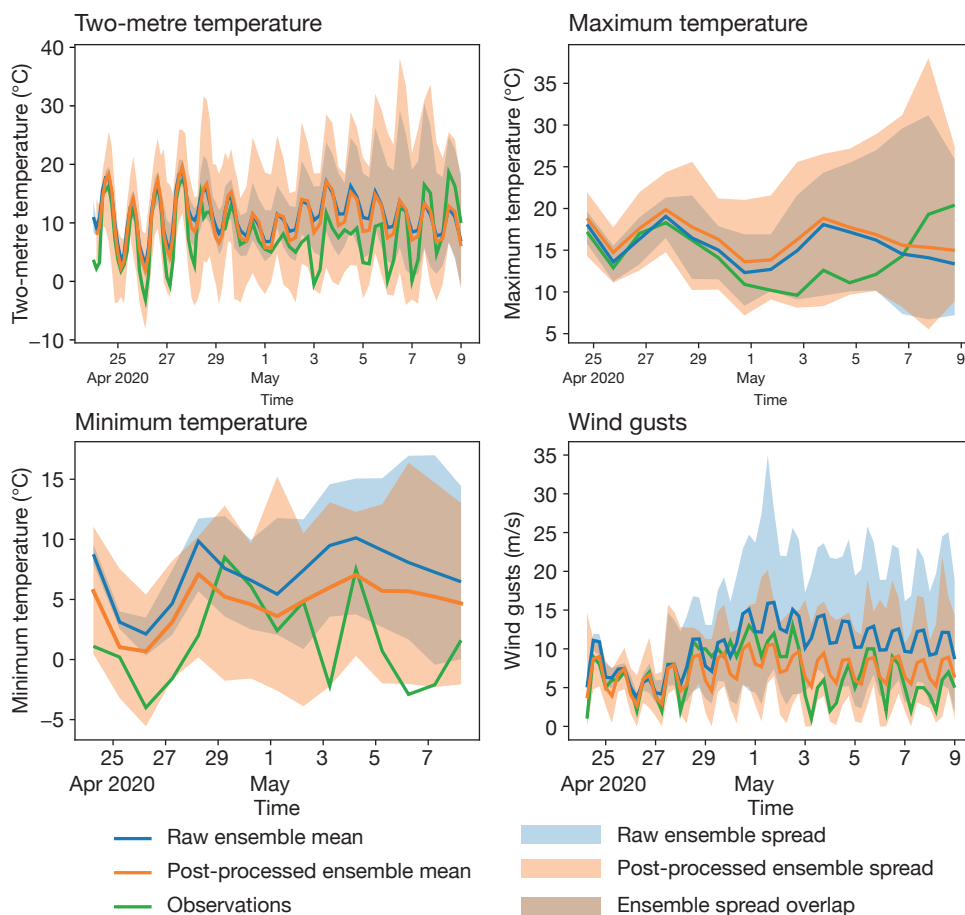 Two-metre temperature
Two-metre temperature (°C)
40
30
20
10
0
−10
25
27
29
1
3
5
7
9
Apr 2020
May
Time
Maximum temperature
Maximum temperature (°C)
35
30
25
20
15
10
5
25
27
29
1
3
5
7
9
Apr 2020
May
Time
Minimum temperature
Minimum temperature (°C)
15
10
5
0
−5
25
27
29
1
3
5
7
Apr 2020
May
Time
Wind gusts
Wind gusts (m/s)
35
30
25
20
15
10
5
0
25
27
29
1
3
5
7
9
Apr 2020
May
Time
Raw ensemble mean
Post-processed ensemble mean
Observations
Raw ensemble spread
Post-processed ensemble spread
Ensemble spread overlap